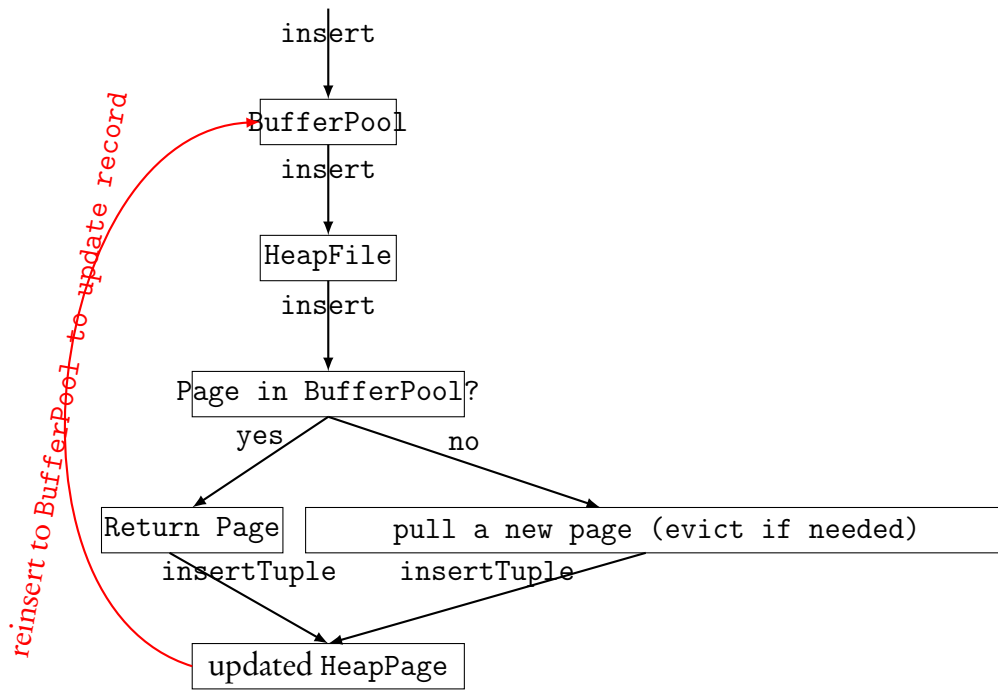 insert
BufferPool
insert
HeapFile
insert
Page in BufferPool?
yes
no
Return Page
pull a new page (evict if needed)
insertTuple
insertTuple
updated HeapPage
reinsert to BufferPool to update record